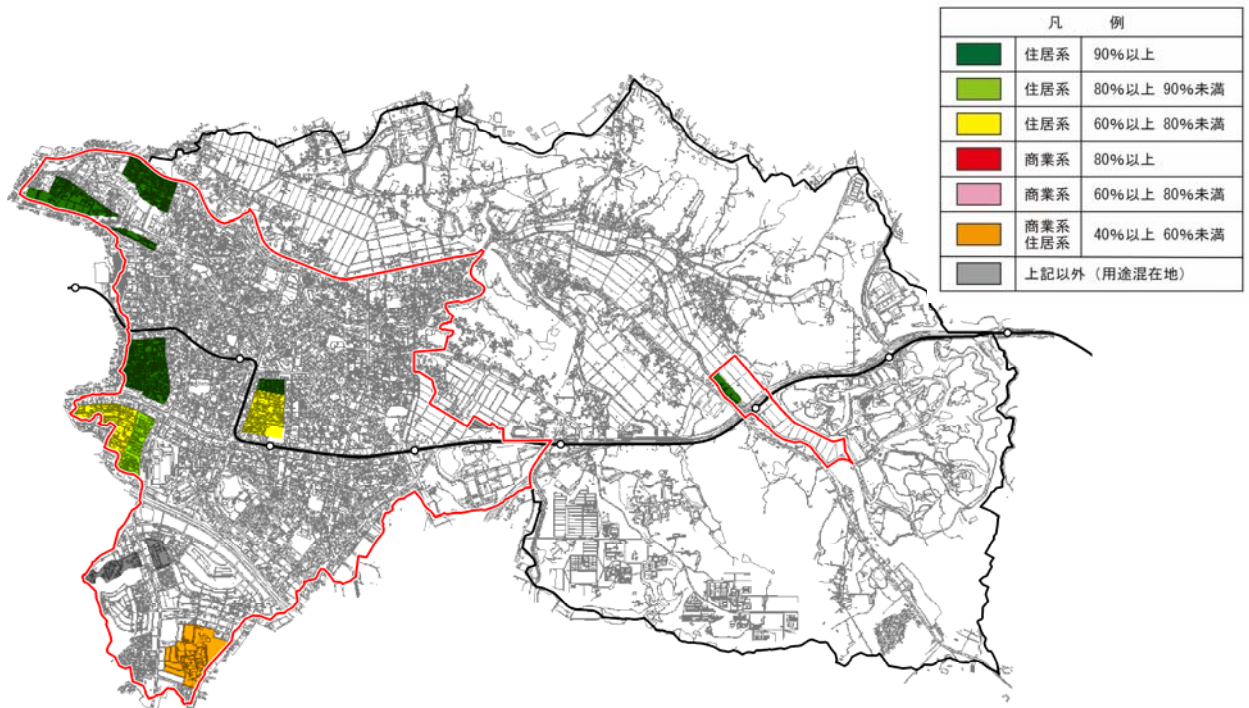 凡 例
住居系 90%以上
住居系 80%以上 90%未満
住居系 60%以上 80%未満
商業系 80%以上
商業系 60%以上 80%未満
商業系
住居系 40%以上 60%未満
上記以外（用途混在地）